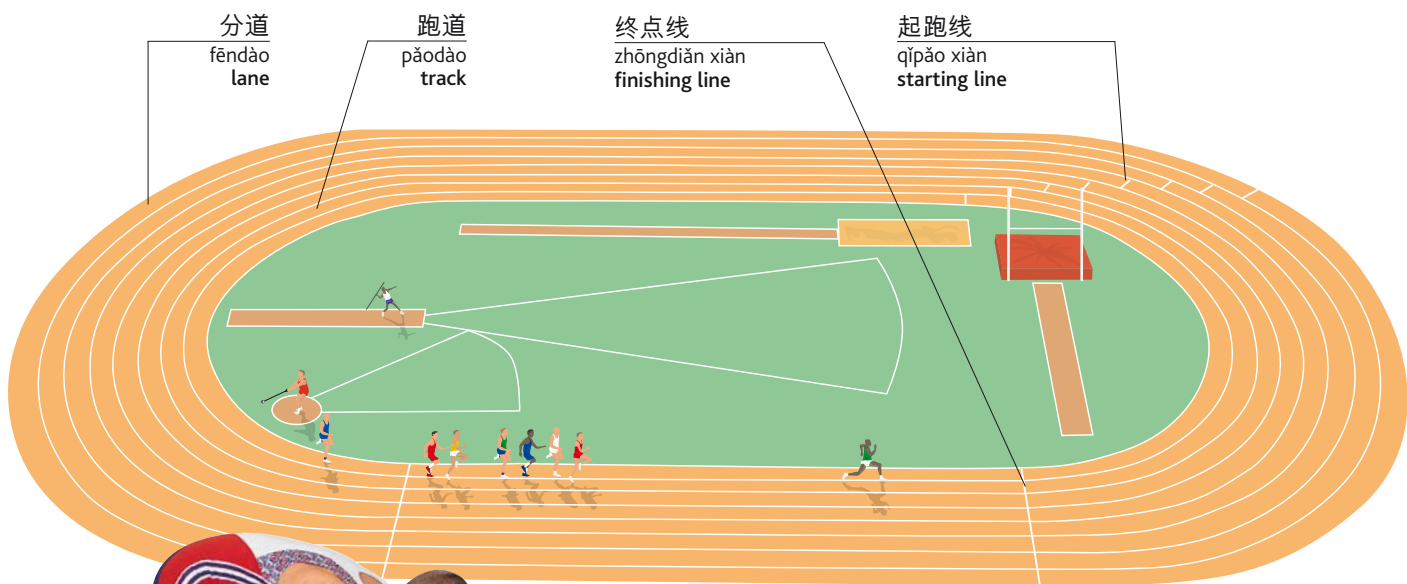 分道
fēndào
lane
跑道
pǎodào
track
终点线
zhōngdiǎn xiàn
finishing line
起跑线
qǐpǎo xiàn
starting line